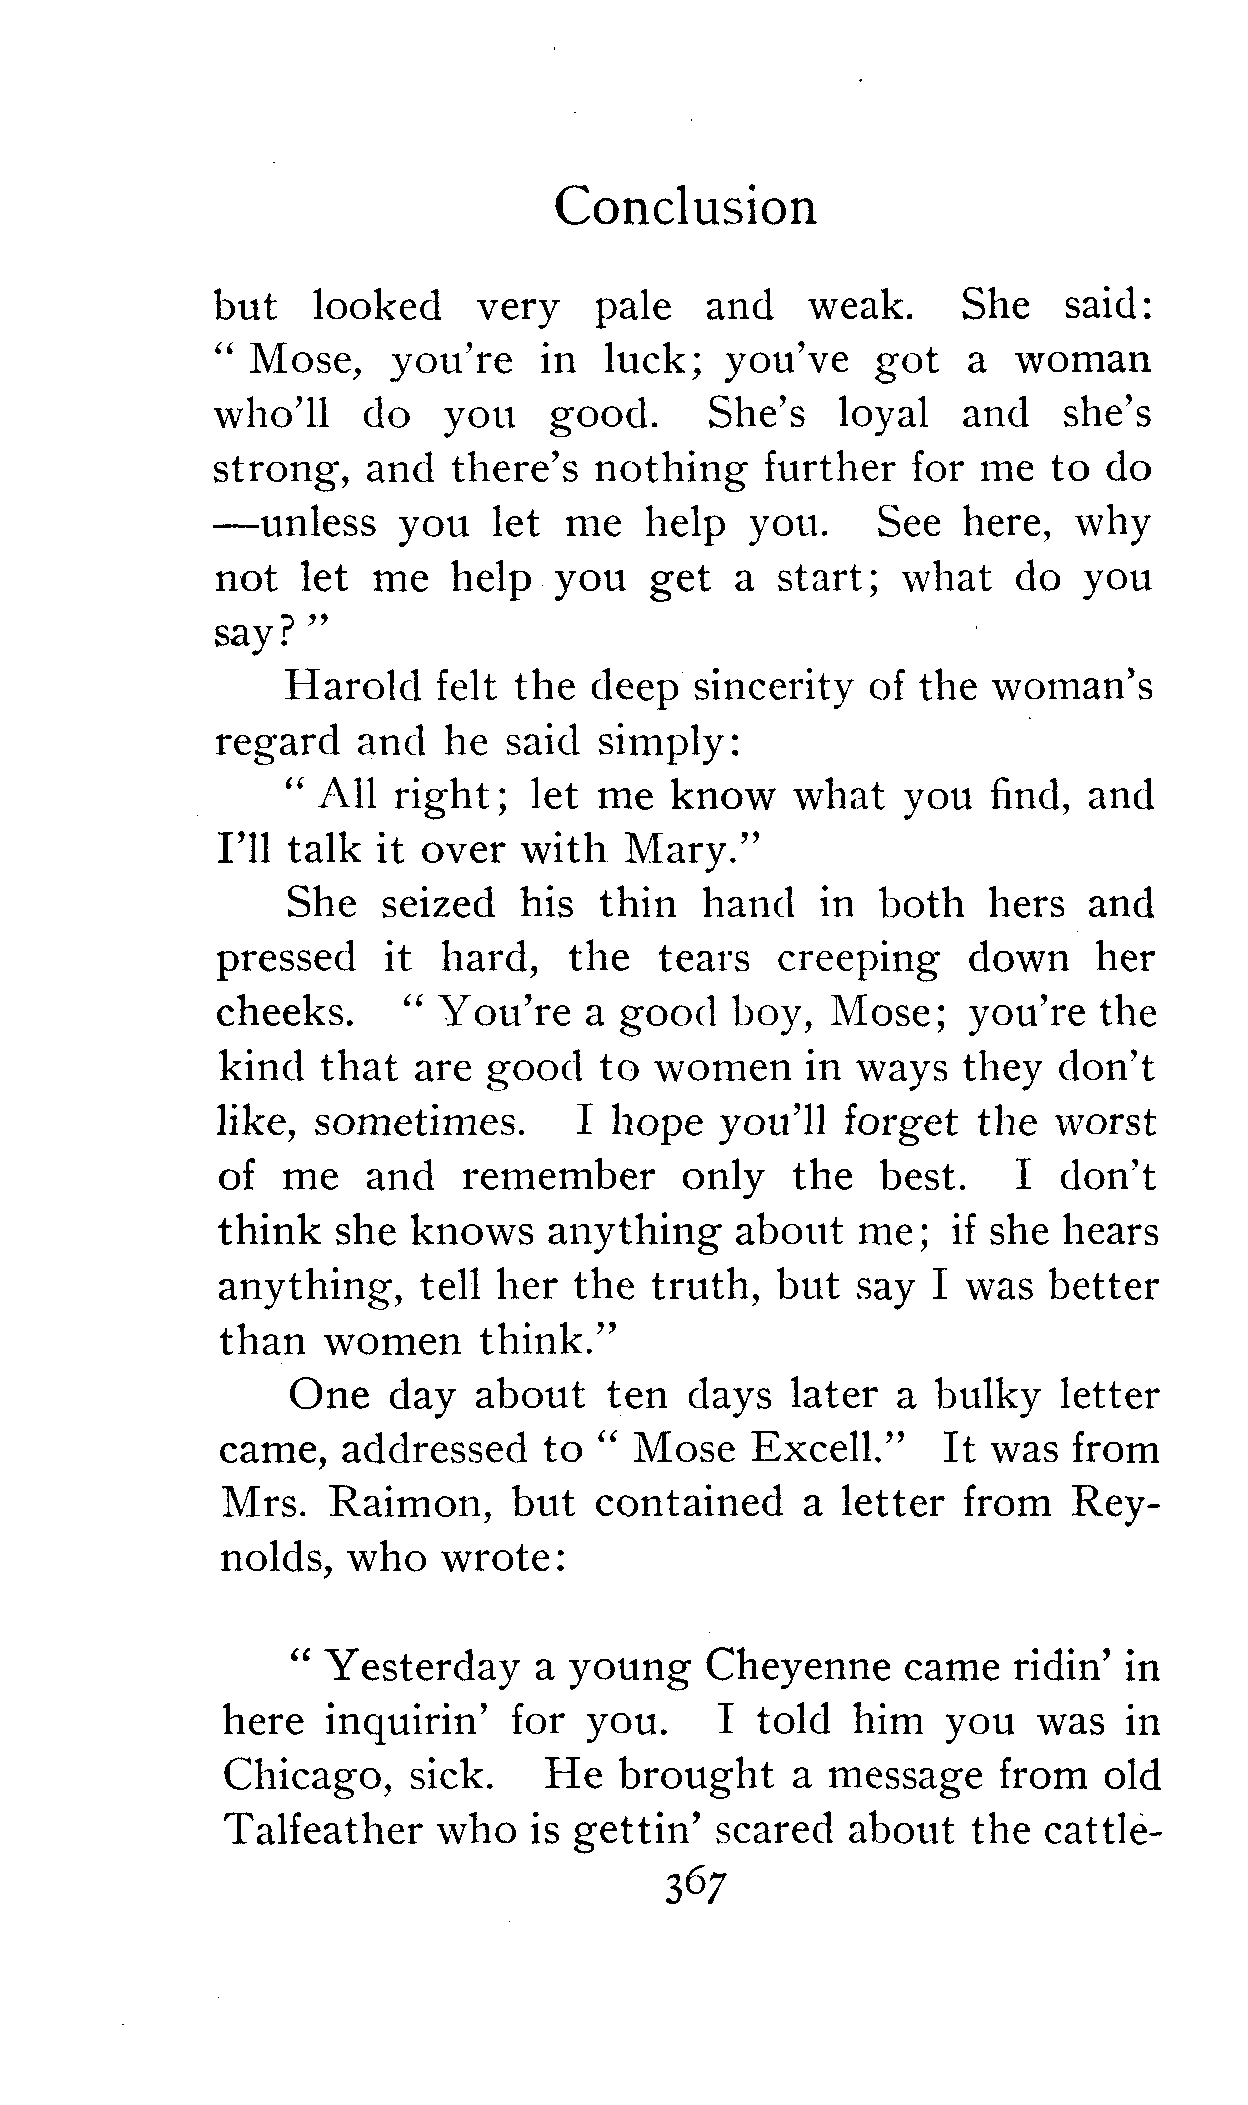 Conclusion
but looked very pale and weak. She said:
" Mose, you're in luck; you've got a woman
who'll do you good. She's loyal and she's
strong, and there's nothing further for me to do
—unless you let me help you. See here, why
not let me help you get a start; what do you
say? "
Harold felt the deep sincerity of the woman's
regard and he said simply:
" All right; let me know what you find, and
I'll talk it over with Mary."
She seized his thin hand in both hers and
pressed it hard, the tears creeping down her
cheeks. " You're a good boy, Mose; you're the
kind that are good to women in ways they don't
like, sometimes. I hope you'll forget the worst
of me and remember only the best. I don't
think she knows anything about me; if she hears
anything, tell her the truth, but say I was better
than women think."
One day about ten days later a bulky letter
came, addressed to " Mose Excell." It was from
Mrs. Raimon, but contained a letter from Rey-
nolds, who wrote:
" Yesterday a young Cheyenne came ridin' in
here inquirin' for you. I told him you was in
Chicago, sick. He brought a message from old
Talfeather who is gettin' scared about the cattle-
367